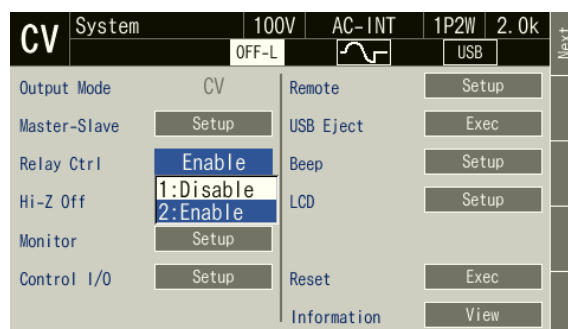 CV
System
100V
AC-INT
1P2W
2.0k
OFF-L
USB
Next
Output Mode
CV
Master-Slave
Setup
Relay Ctrl
Enable
1:Disable
2:Enable
Hi-Z Off
Monitor
Setup
Control I/O
Setup
Remote
Setup
USB Eject
Exec
Beep
Setup
LCD
Setup
Reset
Exec
Information
View